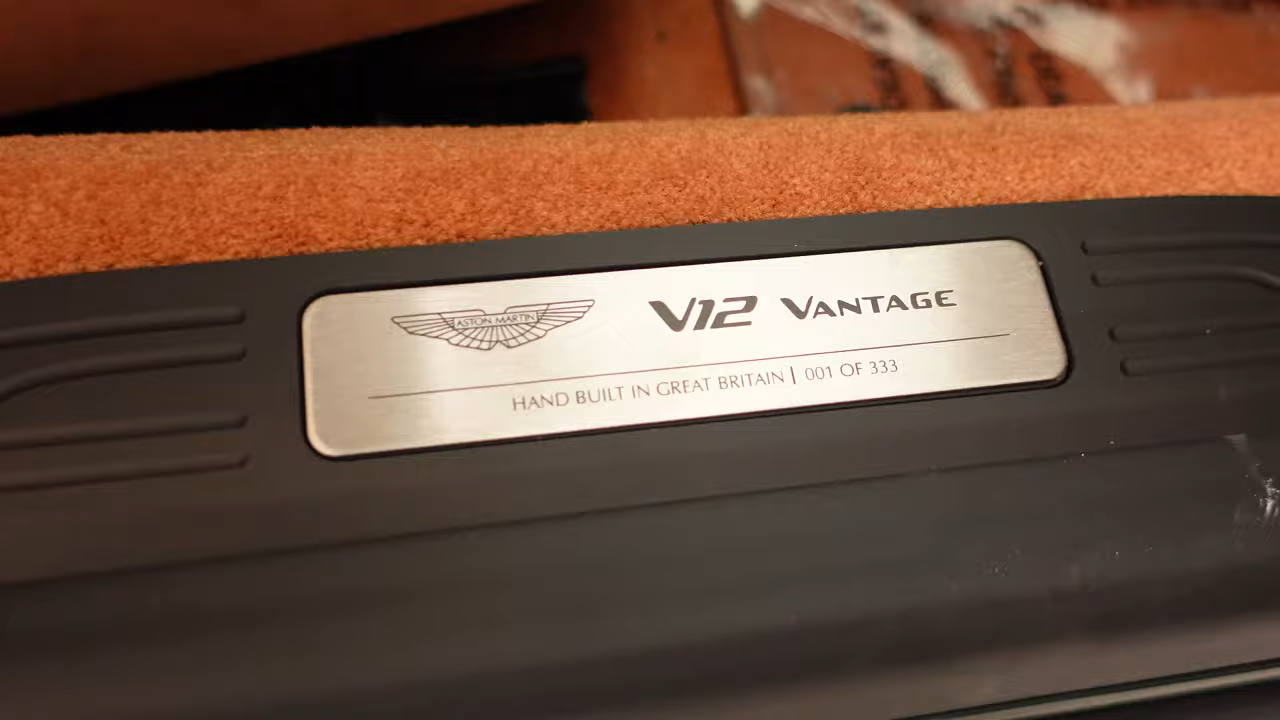 ASTON MARTIN
V12 VANTAGE
HAND BUILT IN GREAT BRITAIN | 001 OF 333